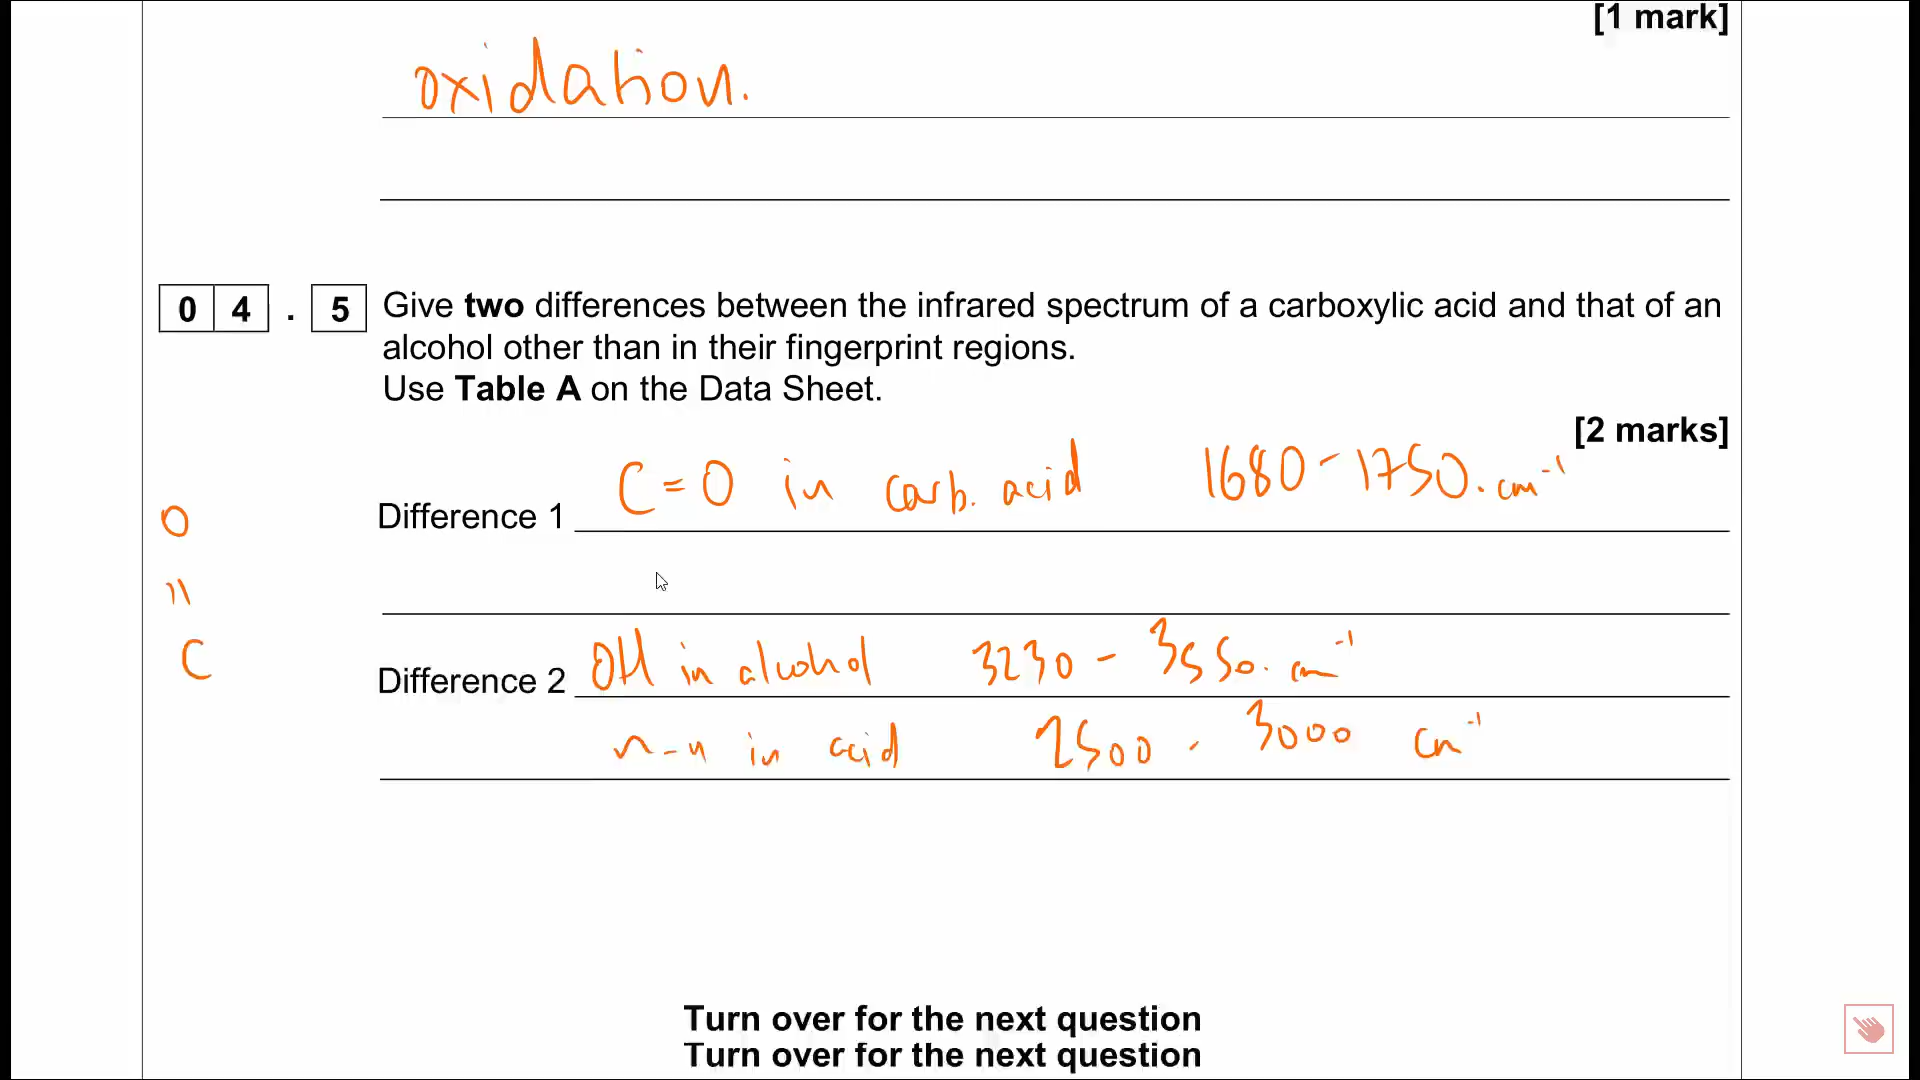 [1 mark]
oxidation.
04.5 Give two differences between the infrared spectrum of a carboxylic acid and that of an
alcohol other than in their fingerprint regions.
Use Table A on the Data Sheet.
[2 marks]
Difference 1 C=O in carb. acid 1680-1750.cm⁻¹
O
=
C
Difference 2 OH in alcohol 3230 - 3550. cm⁻¹
in acid 2500 - 3000 cm⁻¹
Turn over for the next question
Turn over for the next question